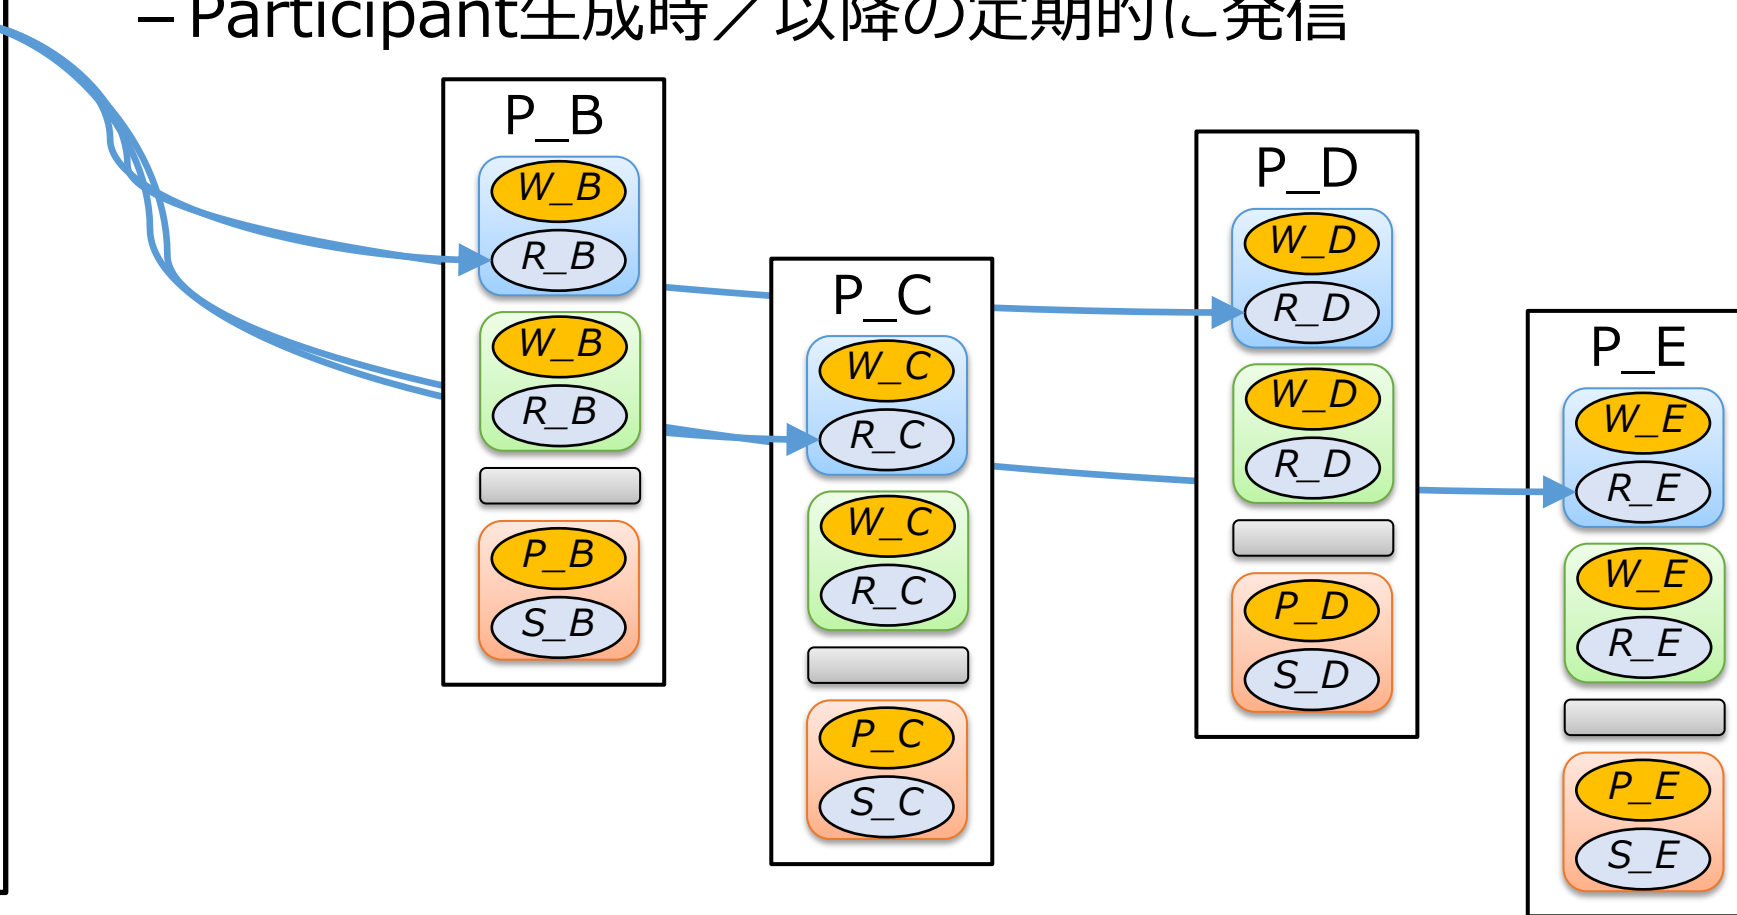 – Participant生成時／以降の定期的に発信
P_B
W_B
R_B
W_B
R_B
P_B
S_B
P_C
W_C
R_C
W_C
R_C
P_C
S_C
P_D
W_D
R_D
W_D
R_D
P_D
S_D
P_E
W_E
R_E
W_E
R_E
P_E
S_E